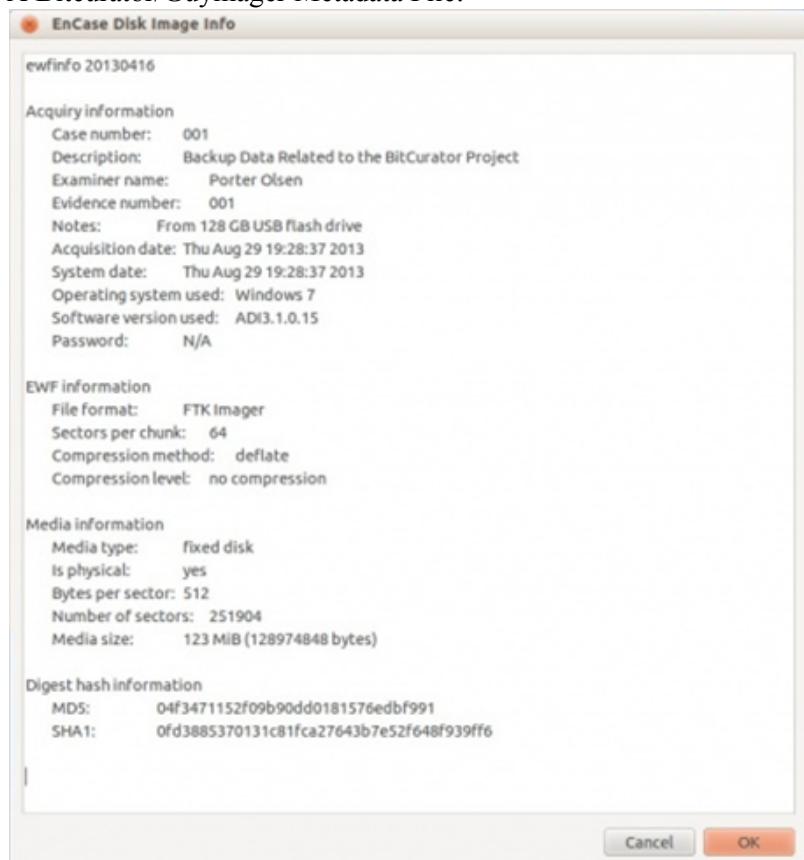 A BitCurator/Guymager Metadata File.
EnCase Disk Image Info
ewfinfo 20130416
Acquiry information
Case number: 001
Description: Backup Data Related to the BitCurator Project
Examiner name: Porter Olsen
Evidence number: 001
Notes: From 128 GB USB flash drive
Acquisition date: Thu Aug 29 19:28:37 2013
System date: Thu Aug 29 19:28:37 2013
Operating system used: Windows 7
Software version used: ADI3.1.0.15
Password: N/A
EWF information
File format: FTK Imager
Sectors per chunk: 64
Compression method: deflate
Compression level: no compression
Media information
Media type: fixed disk
Is physical: yes
Bytes per sector: 512
Number of sectors: 251904
Media size: 123 MiB (128974848 bytes)
Digest hash information
MD5: 04f3471152f09b90dd0181576edbf991
SHA1: 0fd3885370131c81fca27643b7e52f648f939ff6
Cancel
OK